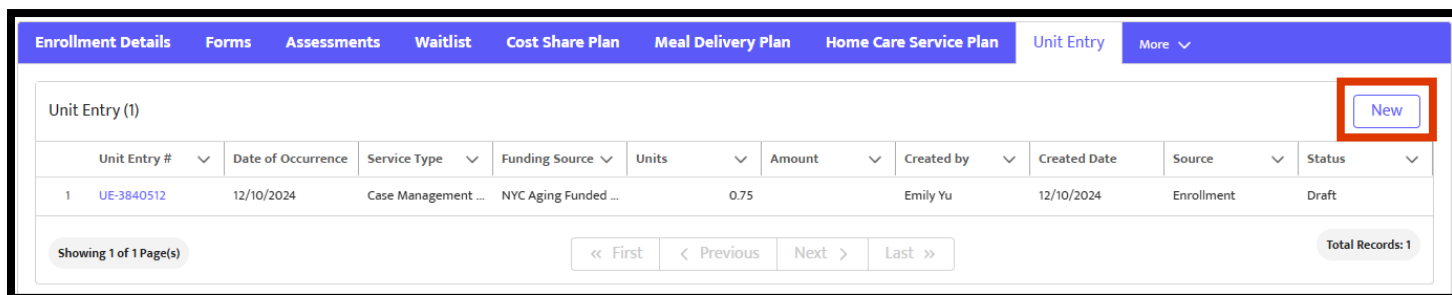 Enrollment Details Forms Assessments Waitlist Cost Share Plan Meal Delivery Plan Home Care Service Plan Unit Entry More
Unit Entry (1) New
Unit Entry # Date of Occurrence Service Type Funding Source Units Amount Created by Created Date Source Status
1 UE-3840512 12/10/2024 Case Management ... NYC Aging Funded ... 0.75 Emily Yu 12/10/2024 Enrollment Draft
Showing 1 of 1 Page(s) « First < Previous Next > Last » Total Records: 1